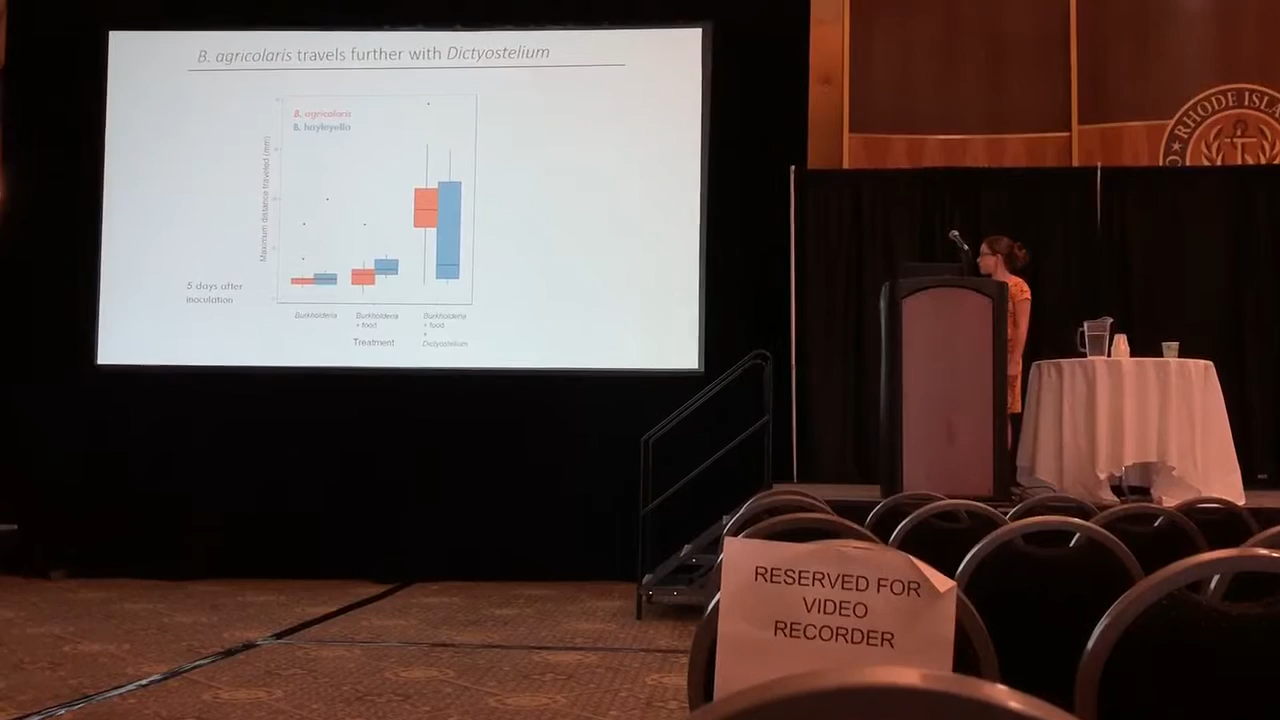 B. agricolaris travels further with Dictyostelium
B. agricolaris
B. hayleyella
Maximum distance traveled (mm)
5 days after
inoculation
Burkholderia
Burkholderia
+ food
Burkholderia
+ food
+
Dictyostelium
Treatment
RHODE ISLA
RESERVED FOR
VIDEO
RECORDER